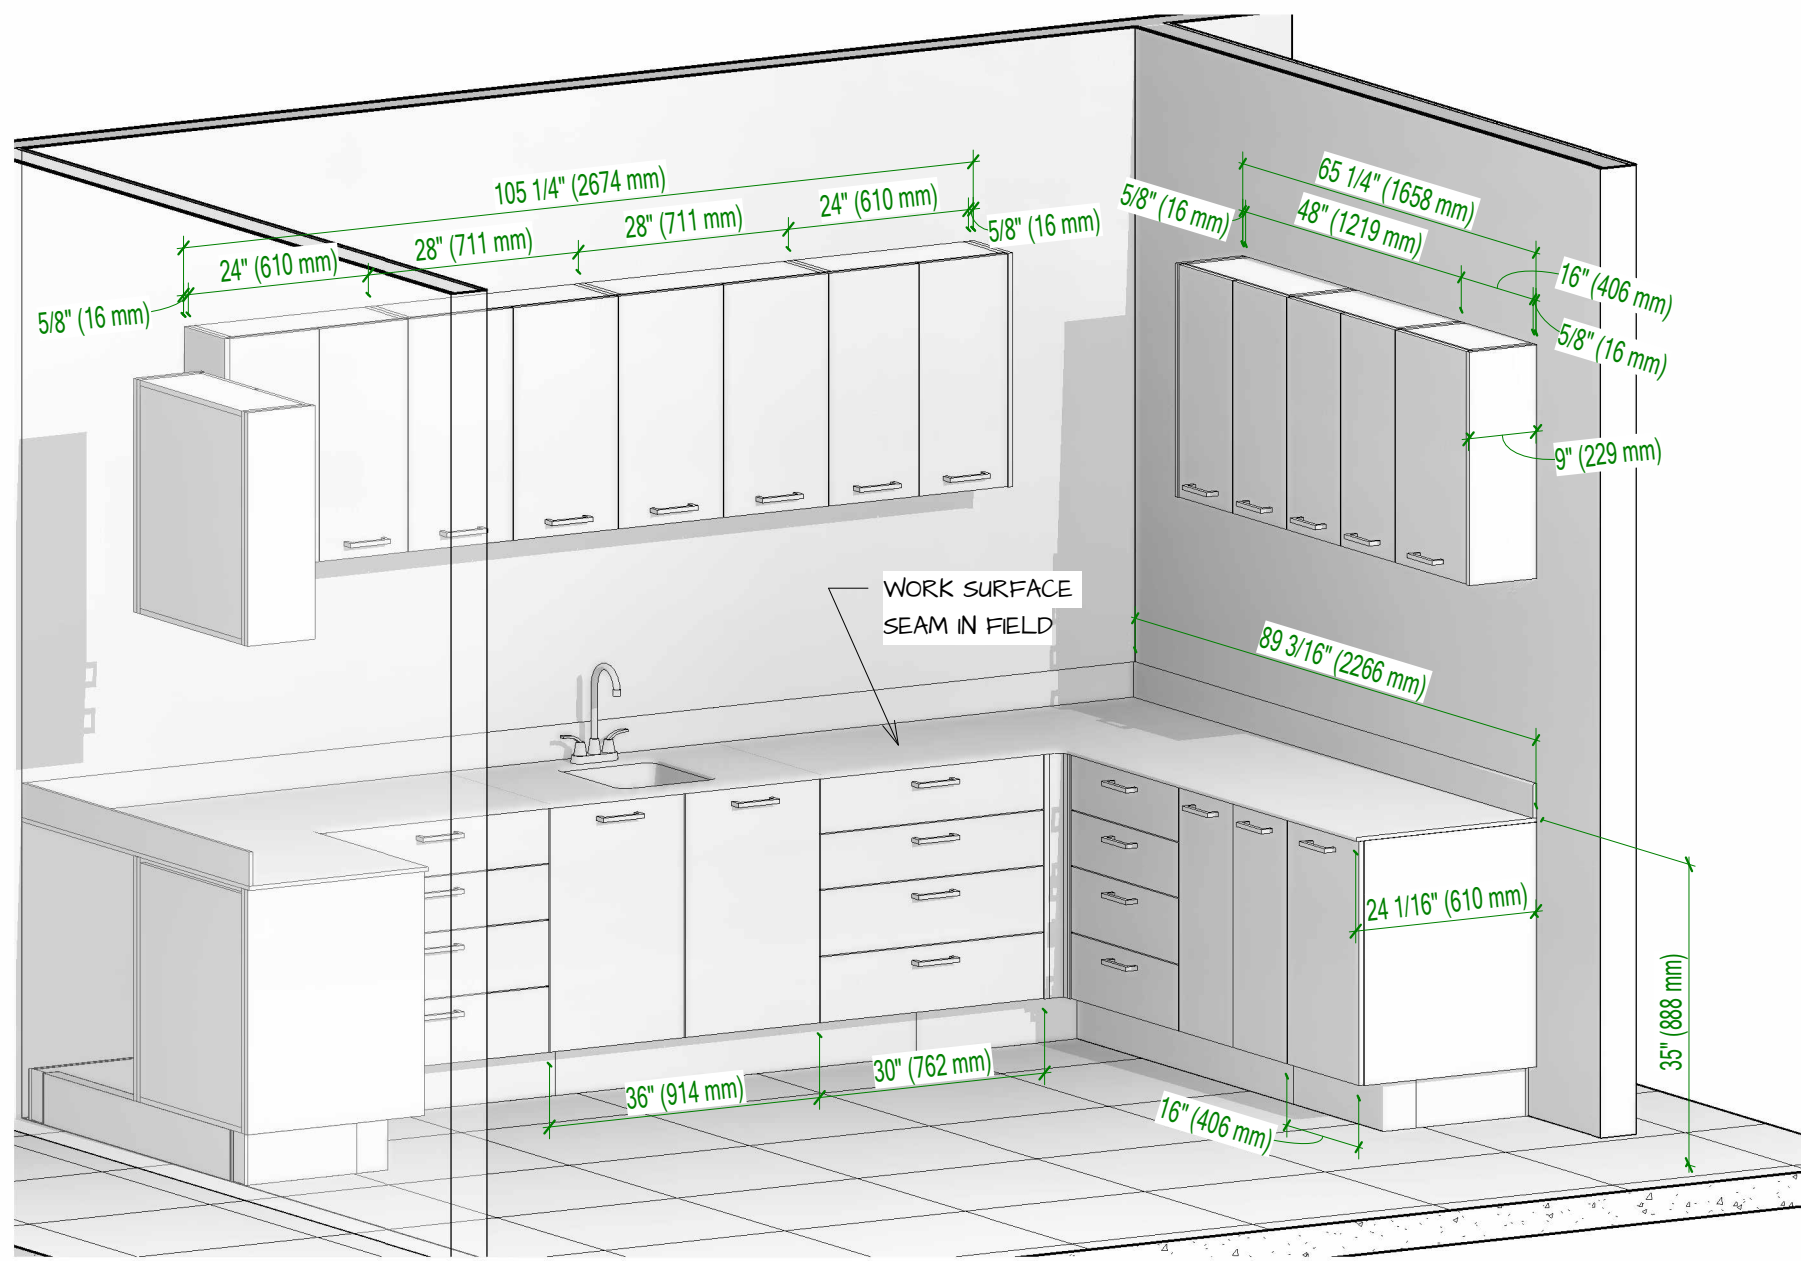 105 1/4" (2674 mm)
24" (610 mm)
28" (711 mm)
28" (711 mm)
24" (610 mm)
5/8" (16 mm)
5/8" (16 mm)
65 1/4" (1658 mm)
5/8" (16 mm)
48" (1219 mm)
16" (406 mm)
5/8" (16 mm)
9" (229 mm)
WORK SURFACE
SEAM IN FIELD
89 3/16" (2266 mm)
24 1/16" (610 mm)
35" (888 mm)
36" (914 mm)
30" (762 mm)
16" (406 mm)